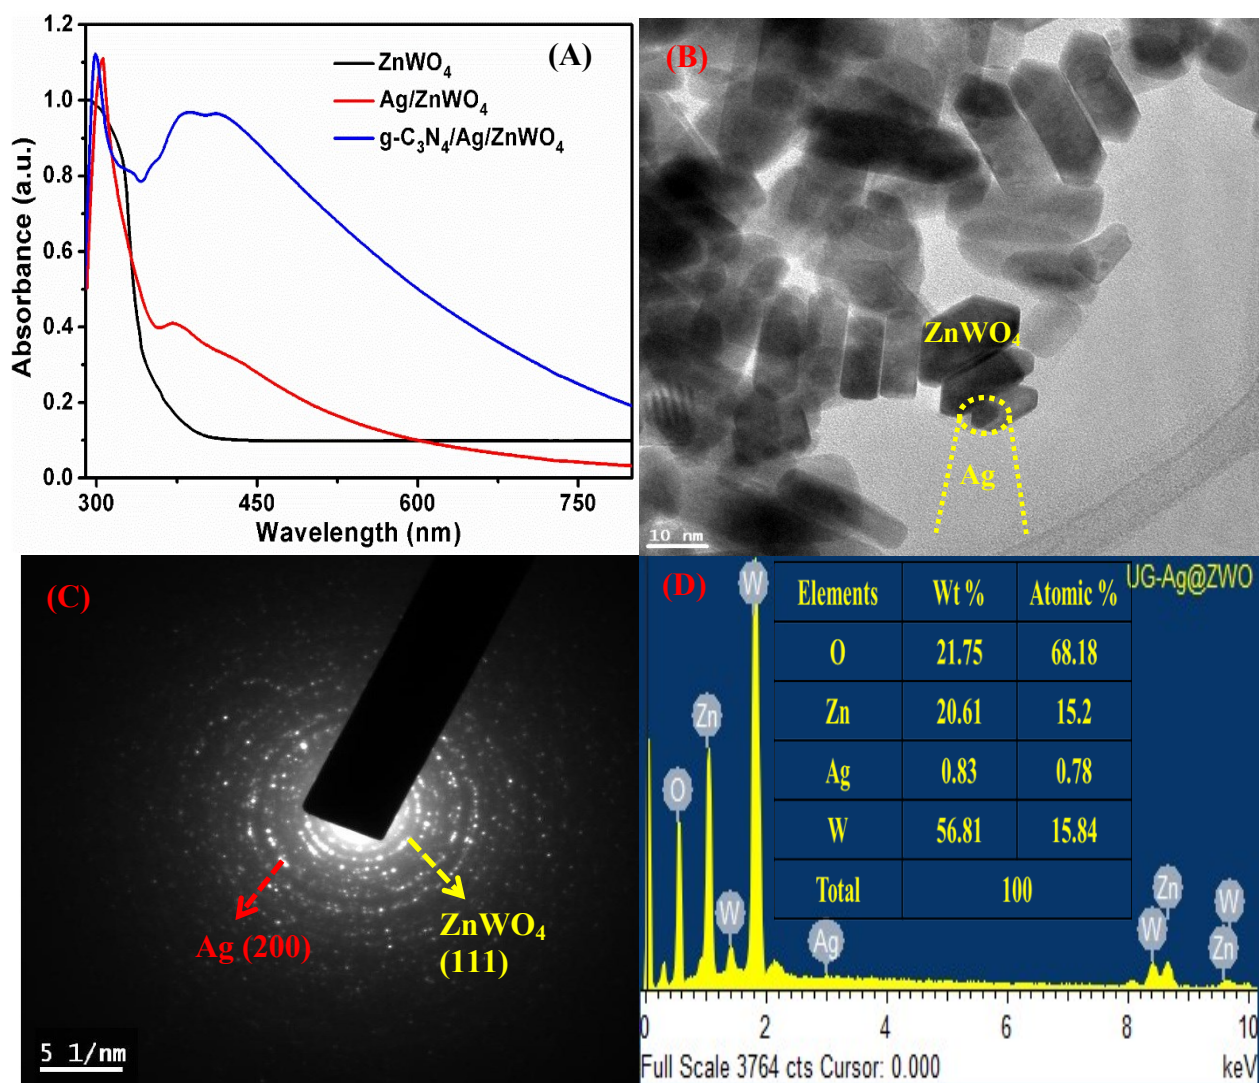 (A)
ZnWO₄
Ag/ZnWO₄
g-C₃N₄/Ag/ZnWO₄
Absorbance (a.u.)
1.2
1.0
0.8
0.6
0.4
0.2
0.0
300 450 600 750
Wavelength (nm)
(B)
ZnWO₄
Ag
10 nm
(C)
Ag (200)
ZnWO₄
(111)
5 1/nm
(D)
UG-Ag@ZWO
Elements Wt % Atomic %
O 21.75 68.18
Zn 20.61 15.2
Ag 0.83 0.78
W 56.81 15.84
Total 100
W
Zn
O
W
Ag
Zn
W
W
Zn
0 2 4 6 8 10
Full Scale 3764 cts Cursor: 0.000 keV